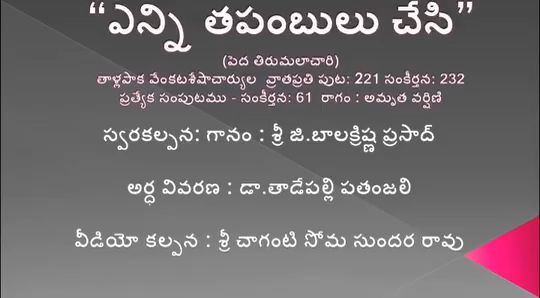 “ఎన్ని తపంబులు చేసి”
(పెద తిరుమలాచారి)
తాళ్లపాక వేంకటశేషాచార్యుల వ్రాతప్రతి పుట: 221 సంకీర్తన: 232
ప్రత్యేక సంపుటము - సంకీర్తన: 61 రాగం : అమృత వర్షిణి
స్వరకల్పన: గానం : శ్రీ జి.బాలక్రిష్ణ ప్రసాద్
అర్ధ వివరణ : డా.తాడేపల్లి పతంజలి
వీడియో కల్పన : శ్రీ చాగంటి సోమ సుందర రావు